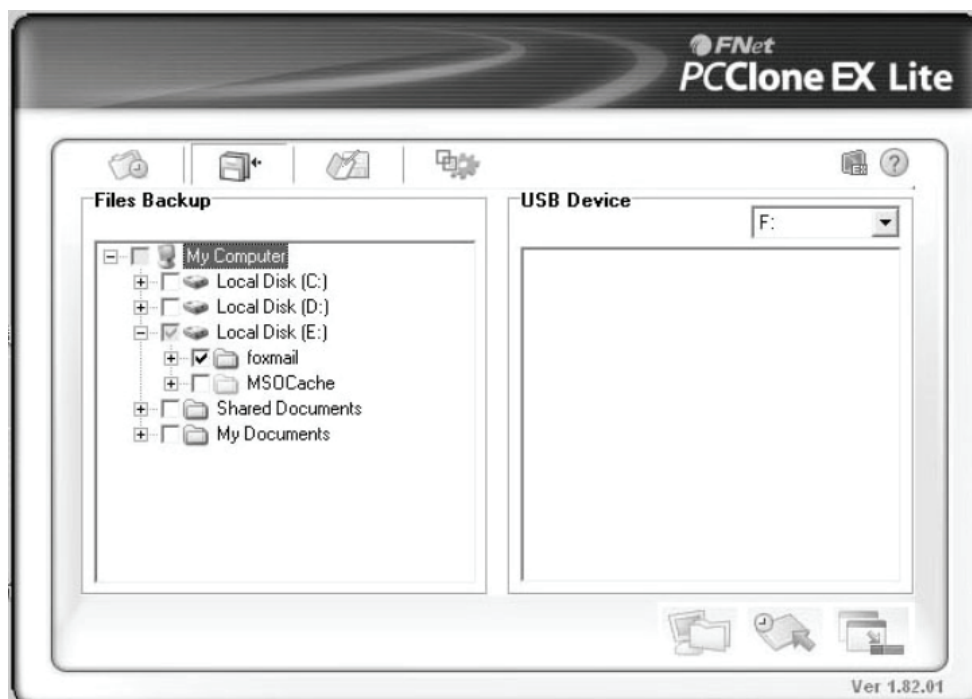 FNet
PCClone EX Lite
EX
?
Files Backup
USB Device
F:
My Computer
Local Disk (C:)
Local Disk (D:)
Local Disk (E:)
foxmail
MSOCache
Shared Documents
My Documents
Ver 1.82.01